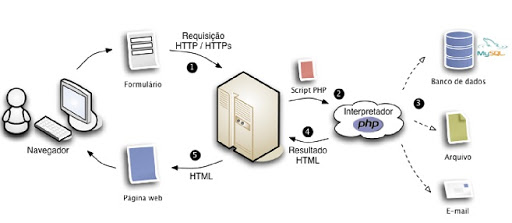 Requisição
HTTP / HTTPs
1
Formulário
Navegador
Script PHP
2
Interpretador
php
3
MySQL
Banco de dados
4
Resultado
HTML
Arquivo
5
HTML
Página web
E-mail